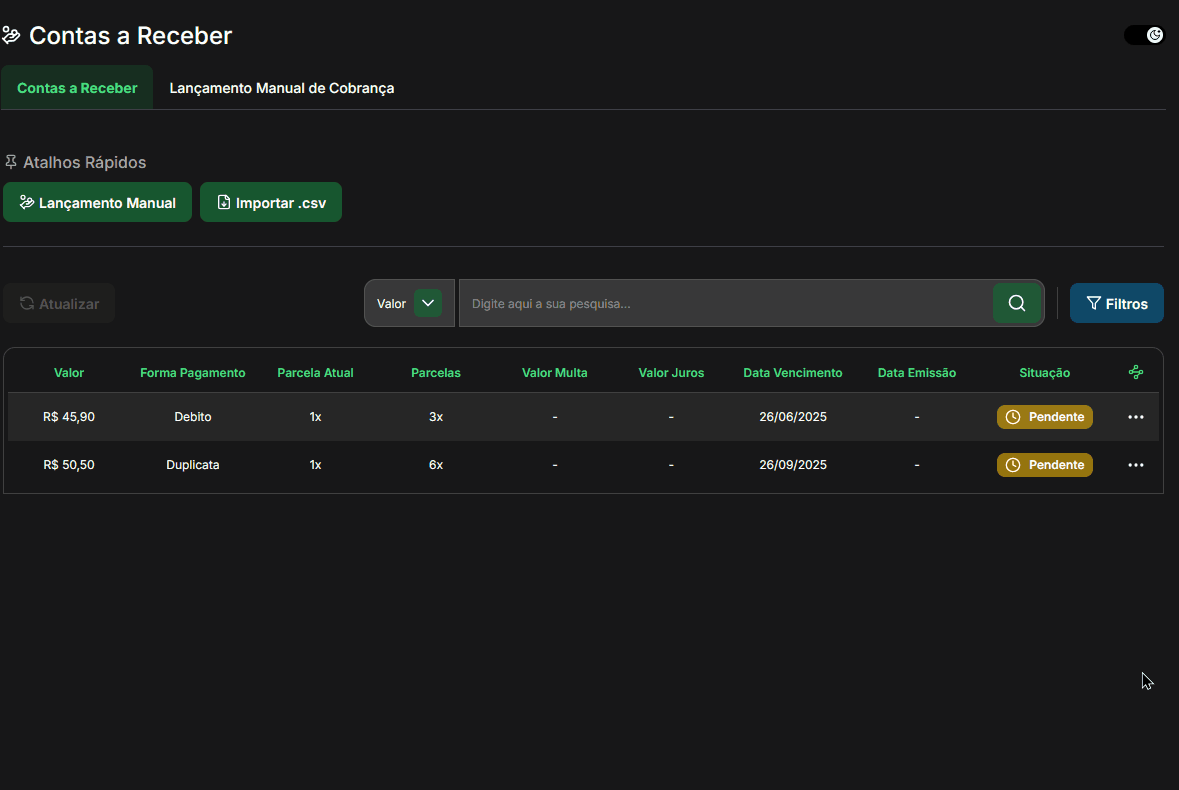 Contas a Receber
Contas a Receber Lançamento Manual de Cobrança
Atalhos Rápidos
Lançamento Manual Importar .csv
Atualizar Valor Digite aqui a sua pesquisa... Filtros
Valor Forma Pagamento Parcela Atual Parcelas Valor Multa Valor Juros Data Vencimento Data Emissão Situação
R$ 45,90 Debito 1x 3x - - 26/06/2025 - Pendente
R$ 50,50 Duplicata 1x 6x - - 26/09/2025 - Pendente